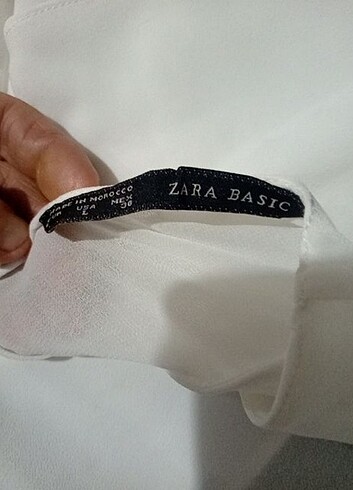 ZARA BASIC
MADE IN MOROCCO
EUR USA MEX
L 30